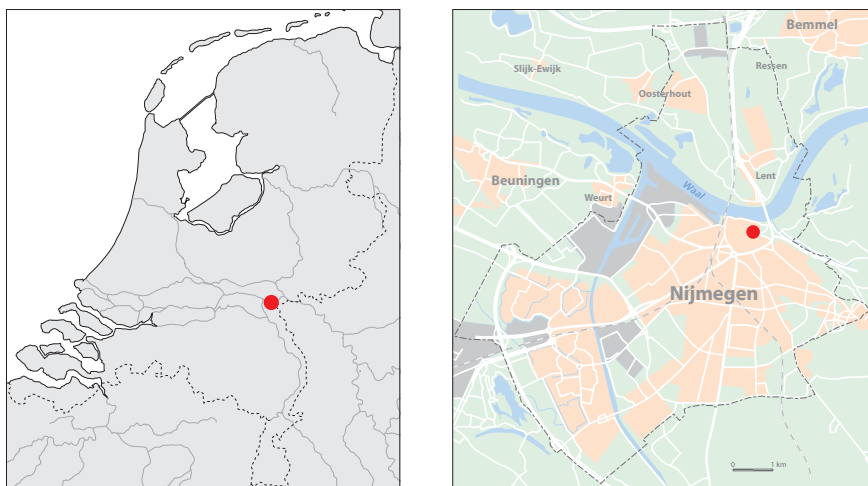 Bemmel
Ressen
Slijk-Ewijk
Oosterhout
Lent
Beuningen
Waal
Weurt
Nijmegen
0 1 km